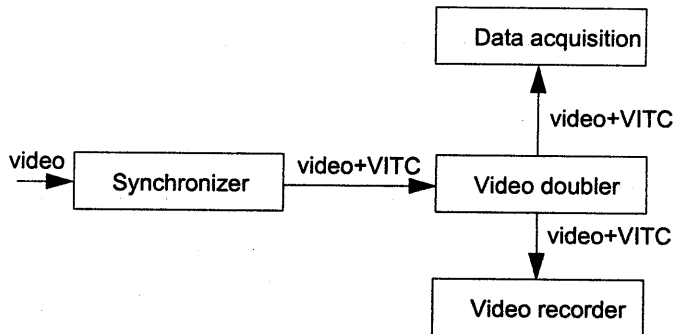 Data acquisition
video+VITC
video
Synchronizer
video+VITC
Video doubler
video+VITC
Video recorder